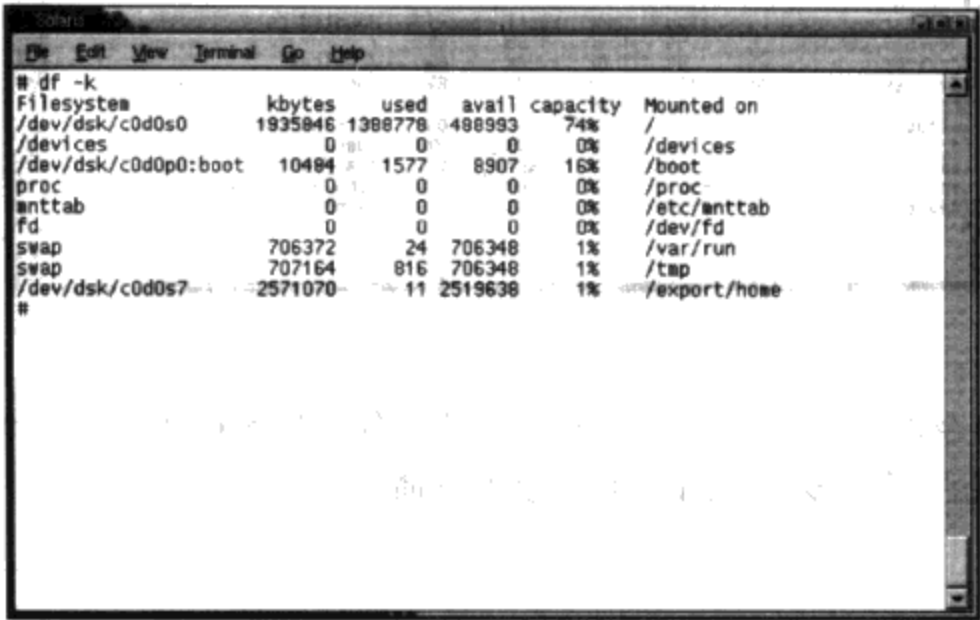 Solaris
File Edit View Terminal Go Help
# df -k
Filesystem kbytes used avail capacity Mounted on
/dev/dsk/c0d0s0 1935846 1388778 488993 74% /
/devices 0 0 0 0% /devices
/dev/dsk/c0d0p0:boot 10484 1577 8907 16% /boot
proc 0 0 0 0% /proc
mnttab 0 0 0 0% /etc/mnttab
fd 0 0 0 0% /dev/fd
swap 706372 24 706348 1% /var/run
swap 707164 816 706348 1% /tmp
/dev/dsk/c0d0s7 2571070 11 2519638 1% /export/home
#